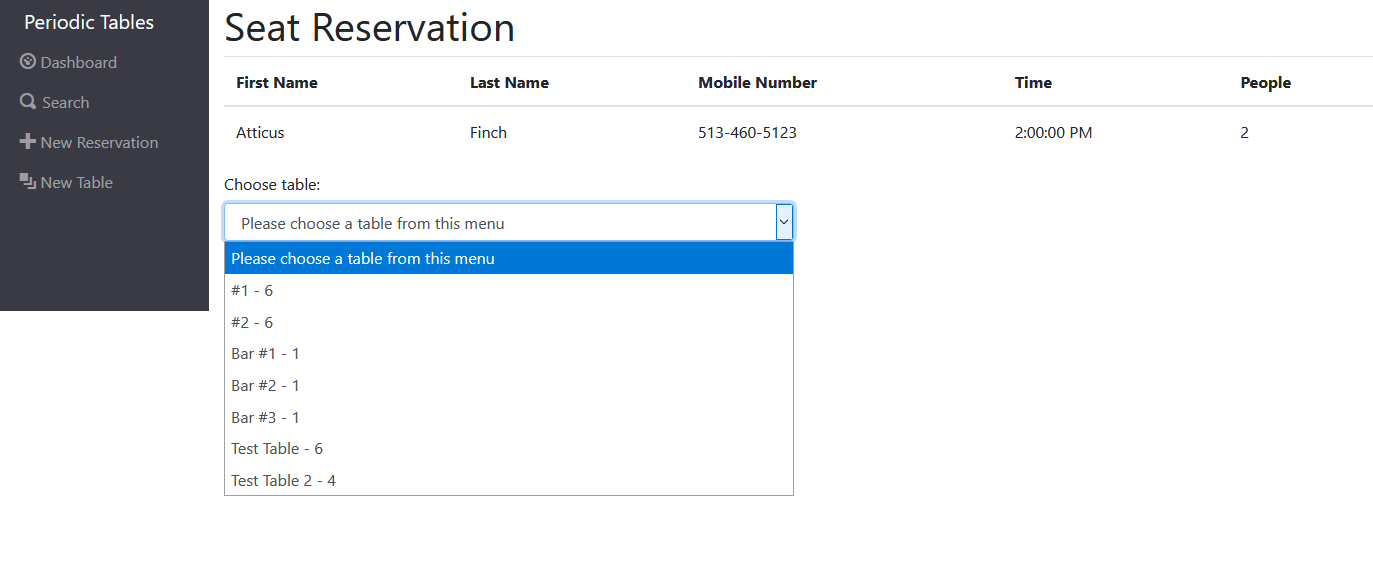 Periodic Tables
Dashboard
Search
New Reservation
New Table
Seat Reservation
First Name Last Name Mobile Number Time People
Atticus Finch 513-460-5123 2:00:00 PM 2
Choose table:
Please choose a table from this menu
Please choose a table from this menu
#1 - 6
#2 - 6
Bar #1 - 1
Bar #2 - 1
Bar #3 - 1
Test Table - 6
Test Table 2 - 4